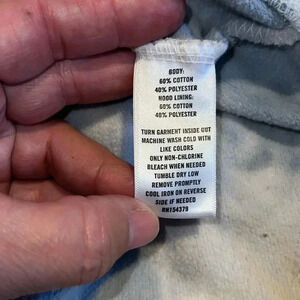 BODY:
60% COTTON
40% POLYESTER
HOOD LINING:
60% COTTON
40% POLYESTER
TURN GARMENT INSIDE OUT
MACHINE WASH COLD WITH
LIKE COLORS
ONLY NON-CHLORINE
BLEACH WHEN NEEDED
TUMBLE DRY LOW
REMOVE PROMPTLY
COOL IRON ON REVERSE
SIDE IF NEEDED
RN154379